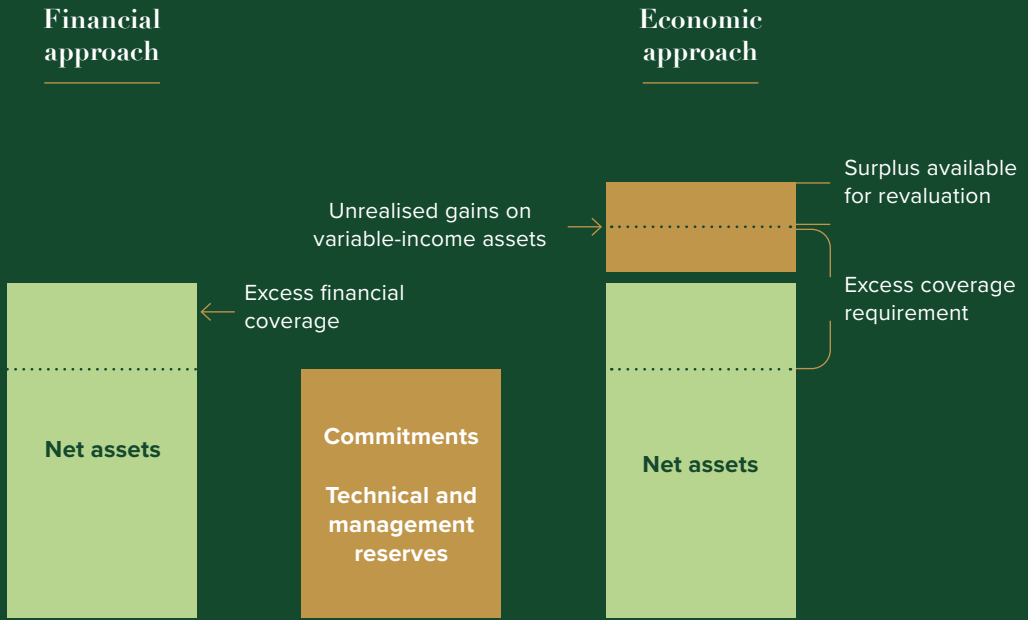 Financial
approach
Economic
approach
Surplus available
for revaluation
Unrealised gains on
variable-income assets
Excess financial
coverage
Excess coverage
requirement
Net assets
Commitments
Technical and
management
reserves
Net assets